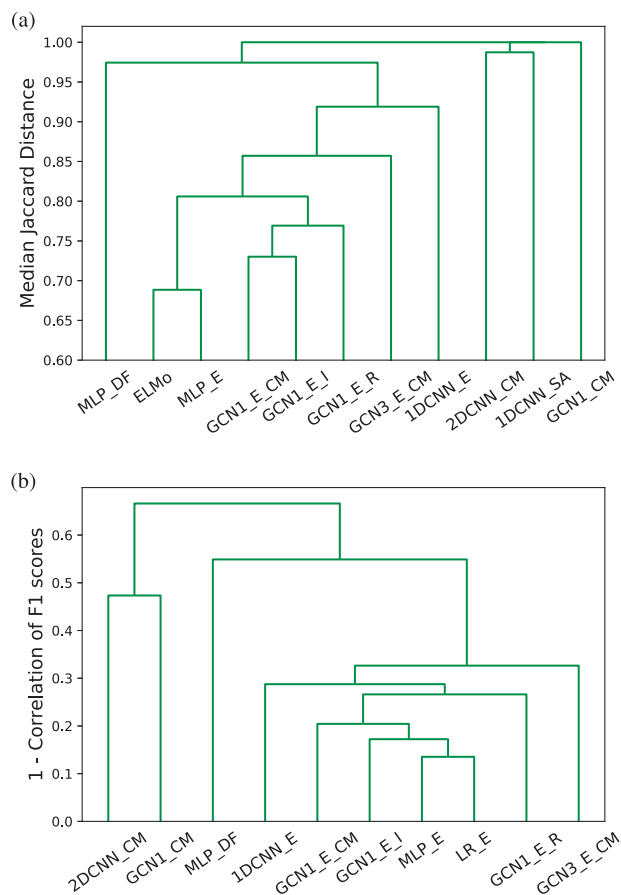 (a)
Median Jaccard Distance
1.00
0.95
0.90
0.85
0.80
0.75
0.70
0.65
0.60
MLP_DF
ELMo
MLP_E
GCN1_E_CM
GCN1_E_I
GCN1_E_R
GCN3_E_CM
1DCNN_E
2DCNN_CM
1DCNN_SA
GCN1_CM
(b)
1 - Correlation of F1 scores
0.6
0.5
0.4
0.3
0.2
0.1
0.0
2DCNN_CM
GCN1_CM
MLP_DF
1DCNN_E
GCN1_E_CM
GCN1_E_I
MLP_E
LR_E
GCN1_E_R
GCN3_E_CM